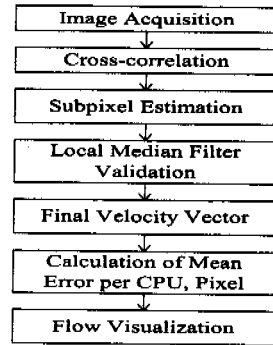 Image Acquisition
Cross-correlation
Subpixel Estimation
Local Median Filter
Validation
Final Velocity Vector
Calculation of Mean
Error per CPU, Pixel
Flow Visualization